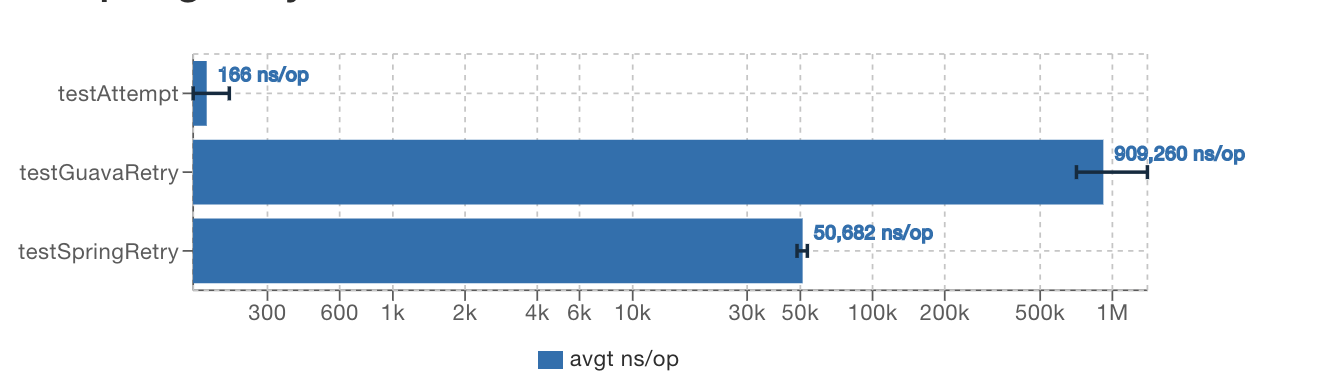 testAttempt
166 ns/op
testGuavaRetry
909,260 ns/op
testSpringRetry
50,682 ns/op
300 600 1k 2k 4k 6k 10k 30k 50k 100k 200k 500k 1M
avgt ns/op